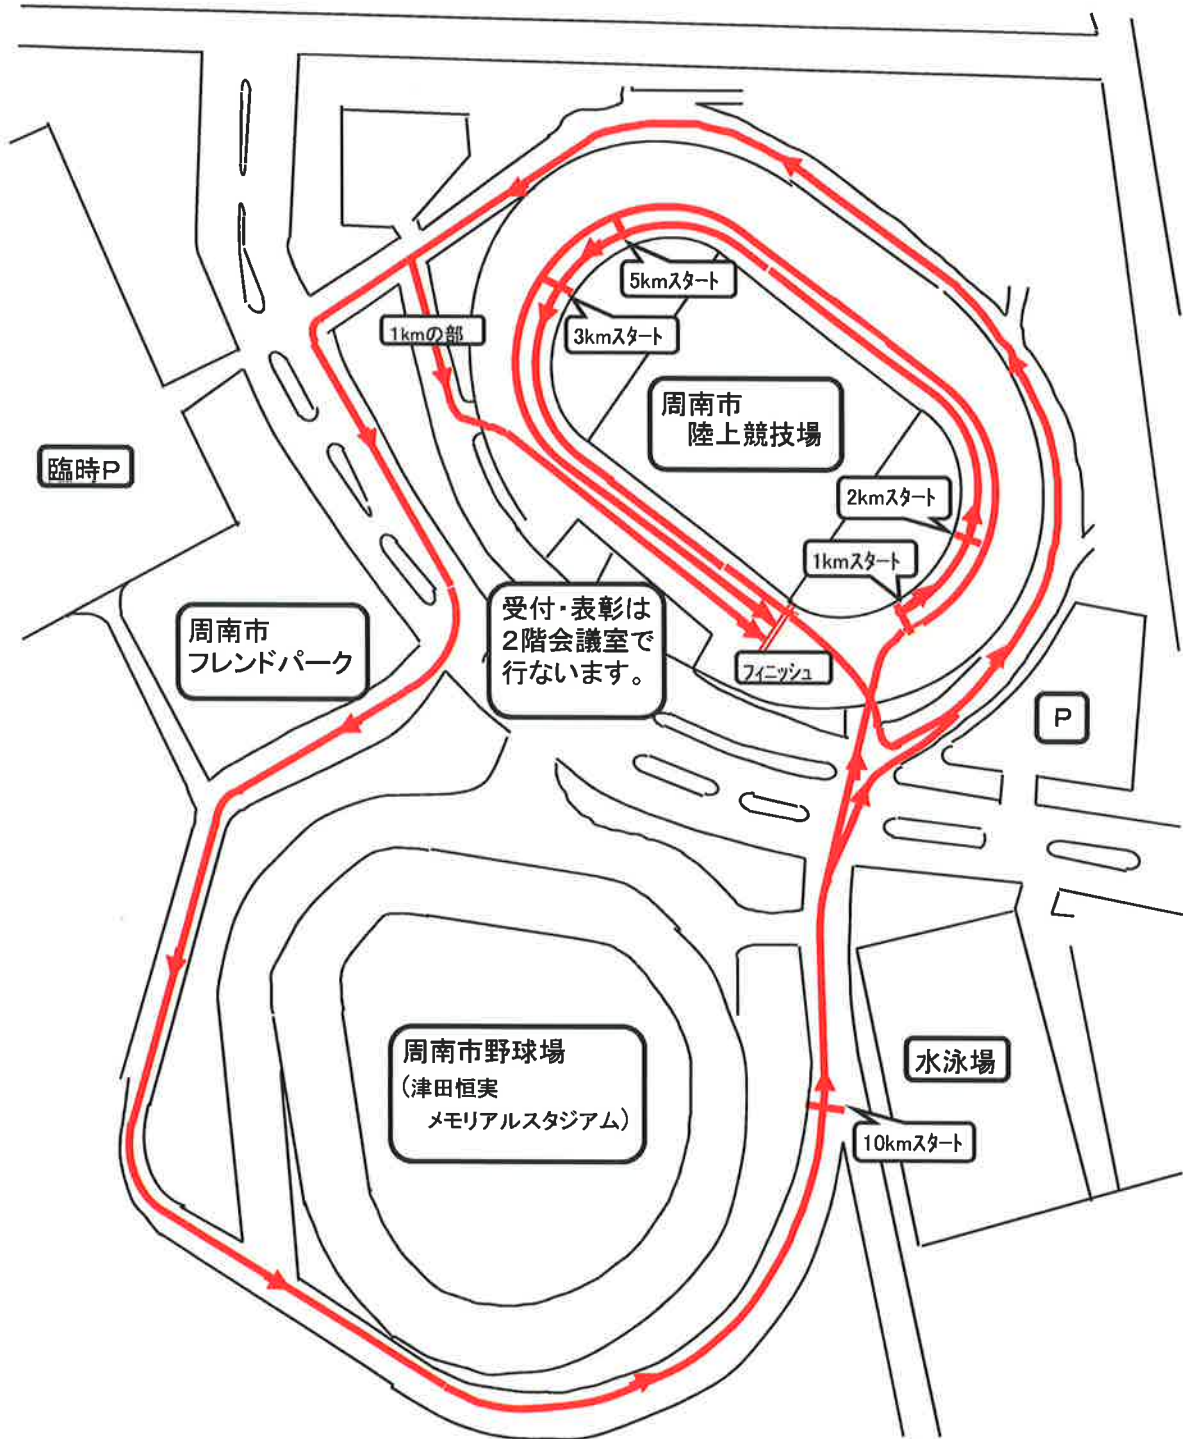 5kmスタート
1kmの部
3kmスタート
周南市
陸上競技場
臨時P
2kmスタート
1kmスタート
受付・表彰は
2階会議室で
行ないます。
周南市
フレンドパーク
フィニッシュ
P
周南市野球場
(津田恒実
メモリアルスタジアム)
水泳場
10kmスタート